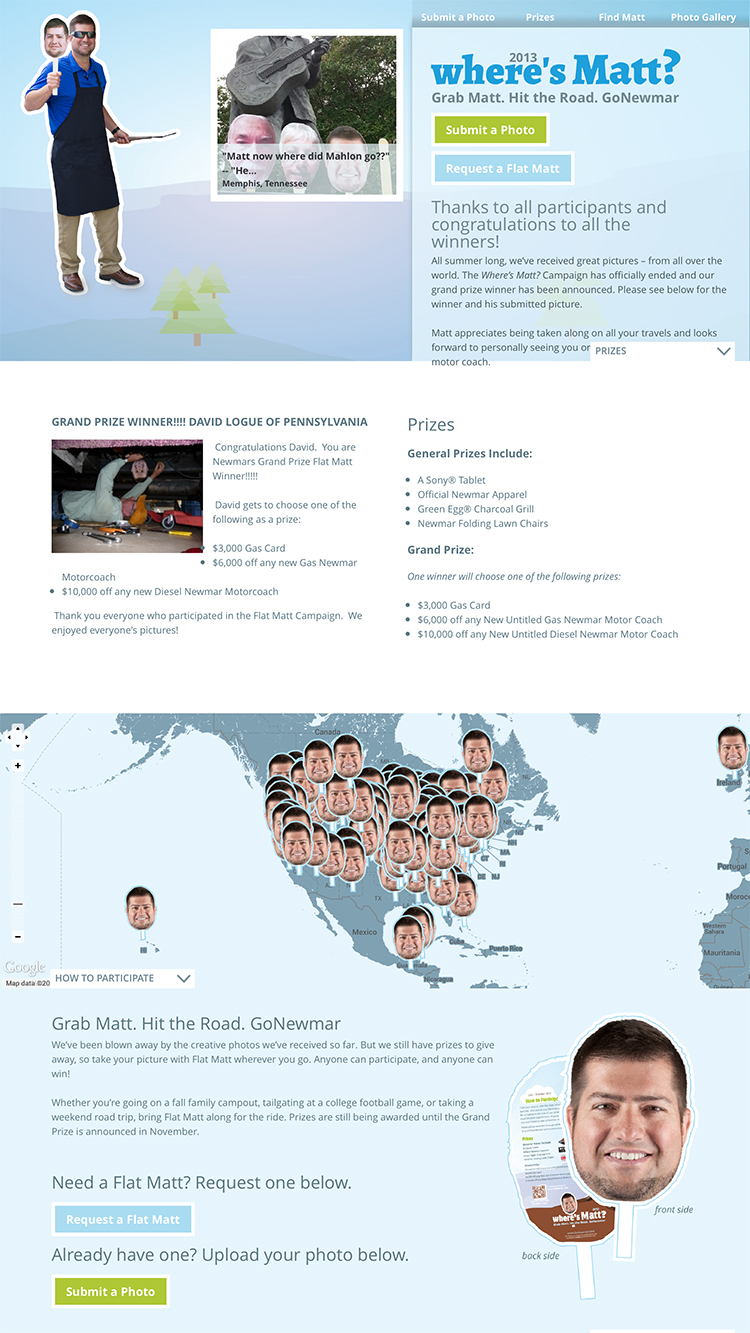 Submit a Photo
Prizes
Find Matt
Photo Gallery
2013
where's Matt?
Grab Matt. Hit the Road. GoNewmar
Submit a Photo
Request a Flat Matt
"Matt now where did Mahlon go??"
-- "He...
Memphis, Tennessee
Thanks to all participants and
congratulations to all the
winners!
All summer long, we've received great pictures – from all over the
world. The Where's Matt? Campaign has officially ended and our
grand prize winner has been announced. Please see below for the
winner and his submitted picture.
Matt appreciates being taken along on all your travels and looks
forward to personally seeing you
motor coach.
PRIZES
GRAND PRIZE WINNER!!!! DAVID LOGUE OF PENNSYLVANIA
Congratulations David. You are
Newmars Grand Prize Flat Matt
Winner!!!!!
David gets to choose one of the
following as a prize:
$3,000 Gas Card
$6,000 off any new Gas Newmar
Motorcoach
$10,000 off any new Diesel Newmar Motorcoach
Thank you everyone who participated in the Flat Matt Campaign. We
enjoyed everyone's pictures!
Prizes
General Prizes Include:
A Sony® Tablet
Official Newmar Apparel
Green Egg® Charcoal Grill
Newmar Folding Lawn Chairs
Grand Prize:
One winner will choose one of the following prizes:
$3,000 Gas Card
$6,000 off any New Untitled Gas Newmar Motor Coach
$10,000 off any New Untitled Diesel Newmar Motor Coach
Canada
Ireland
PE
NH
MA
RI
CT
NJ
DE
TX
Portugal
Western
Sahara
Mauritania
Mexico
Cuba
Puerto Rico
HI
Nicaragua
Google
Map data ©20
HOW TO PARTICIPATE
Grab Matt. Hit the Road. GoNewmar
We've been blown away by the creative photos we've received so far. But we still have prizes to give
away, so take your picture with Flat Matt wherever you go. Anyone can participate, and anyone can
win!
Whether you're going on a fall family campout, tailgating at a college football game, or taking a
weekend road trip, bring Flat Matt along for the ride. Prizes are still being awarded until the Grand
Prize is announced in November.
Need a Flat Matt? Request one below.
Request a Flat Matt
Already have one? Upload your photo below.
Submit a Photo
How to Participate
Prizes
where's Matt?
front side
back side